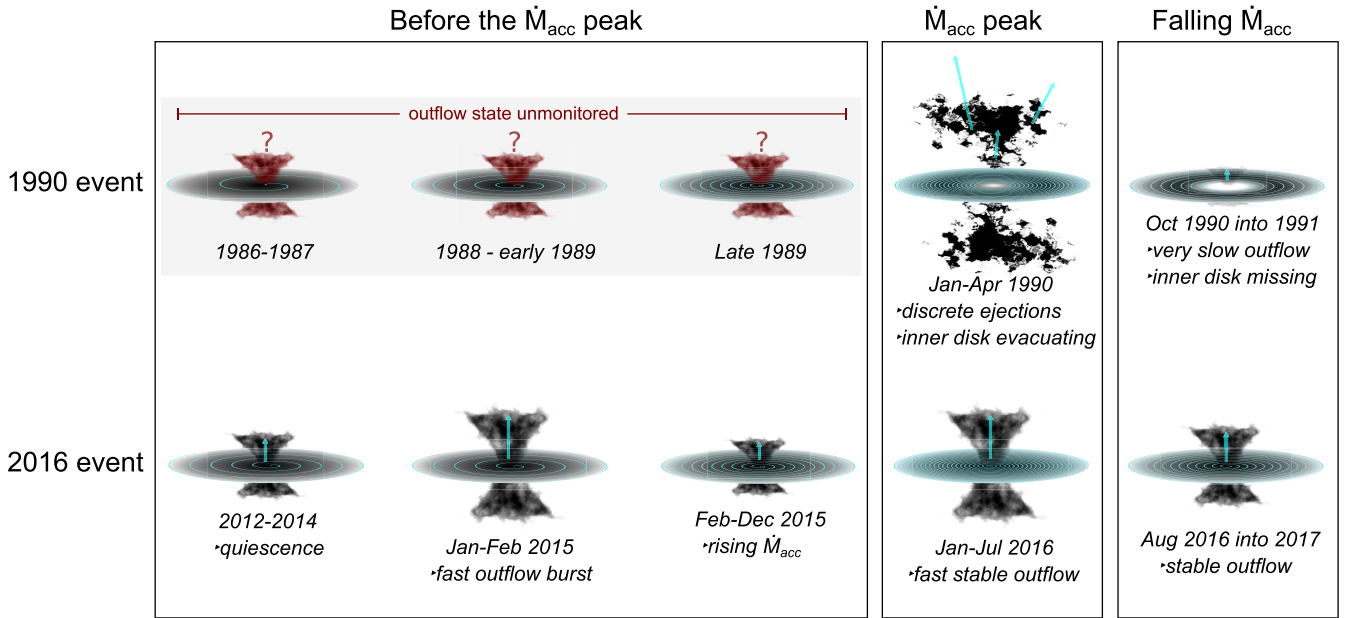 Before the Ṁacc peak
Ṁacc peak
Falling Ṁacc
1990 event
outflow state unmonitored
?
?
?
1986-1987
1988 - early 1989
Late 1989
Jan-Apr 1990
‣discrete ejections
‣inner disk evacuating
Oct 1990 into 1991
‣very slow outflow
‣inner disk missing
2016 event
2012-2014
‣quiescence
Jan-Feb 2015
‣fast outflow burst
Feb-Dec 2015
‣rising Ṁacc
Jan-Jul 2016
‣fast stable outflow
Aug 2016 into 2017
‣stable outflow